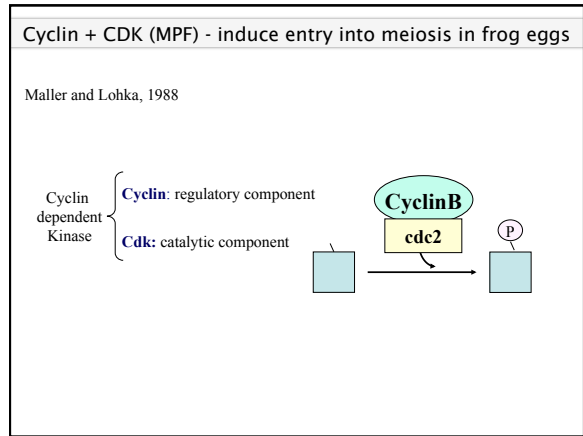 Cyclin + CDK (MPF) - induce entry into meiosis in frog eggs
Maller and Lohka, 1988
Cyclin
dependent
Kinase
Cyclin: regulatory component
Cdk: catalytic component
CyclinB
cdc2
P